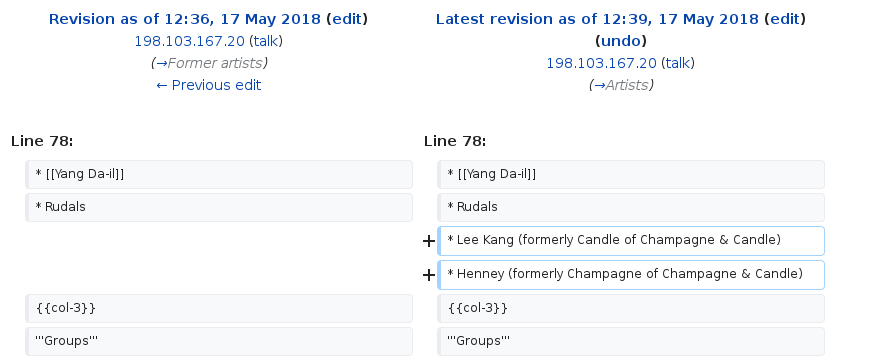 Revision as of 12:36, 17 May 2018 (edit)
198.103.167.20 (talk)
(→Former artists)
← Previous edit
Latest revision as of 12:39, 17 May 2018 (edit)
(undo)
198.103.167.20 (talk)
(→Artists)
Line 78:
Line 78:
* [[Yang Da-il]]
* [[Yang Da-il]]
* Rudals
* Rudals
+ * Lee Kang (formerly Candle of Champagne & Candle)
+ * Henney (formerly Champagne of Champagne & Candle)
{{col-3}}
{{col-3}}
'''Groups'''
'''Groups'''